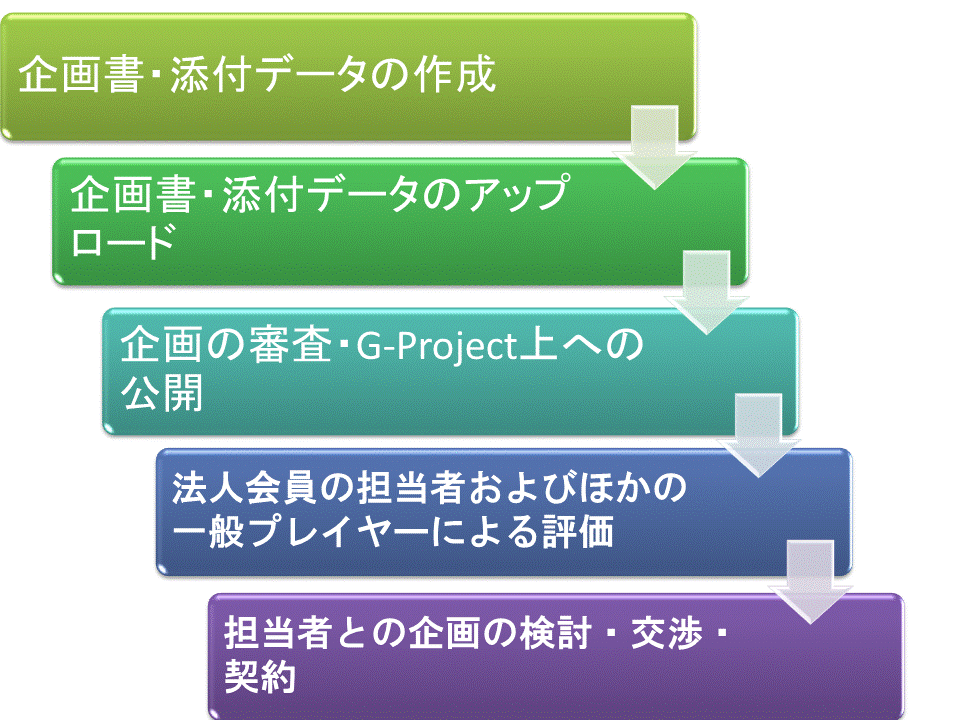 企画書・添付データの作成
企画書・添付データのアップ
ロード
企画の審査・G-Project上への
公開
法人会員の担当者およびほかの
一般プレイヤーによる評価
担当者との企画の検討・交渉・
契約